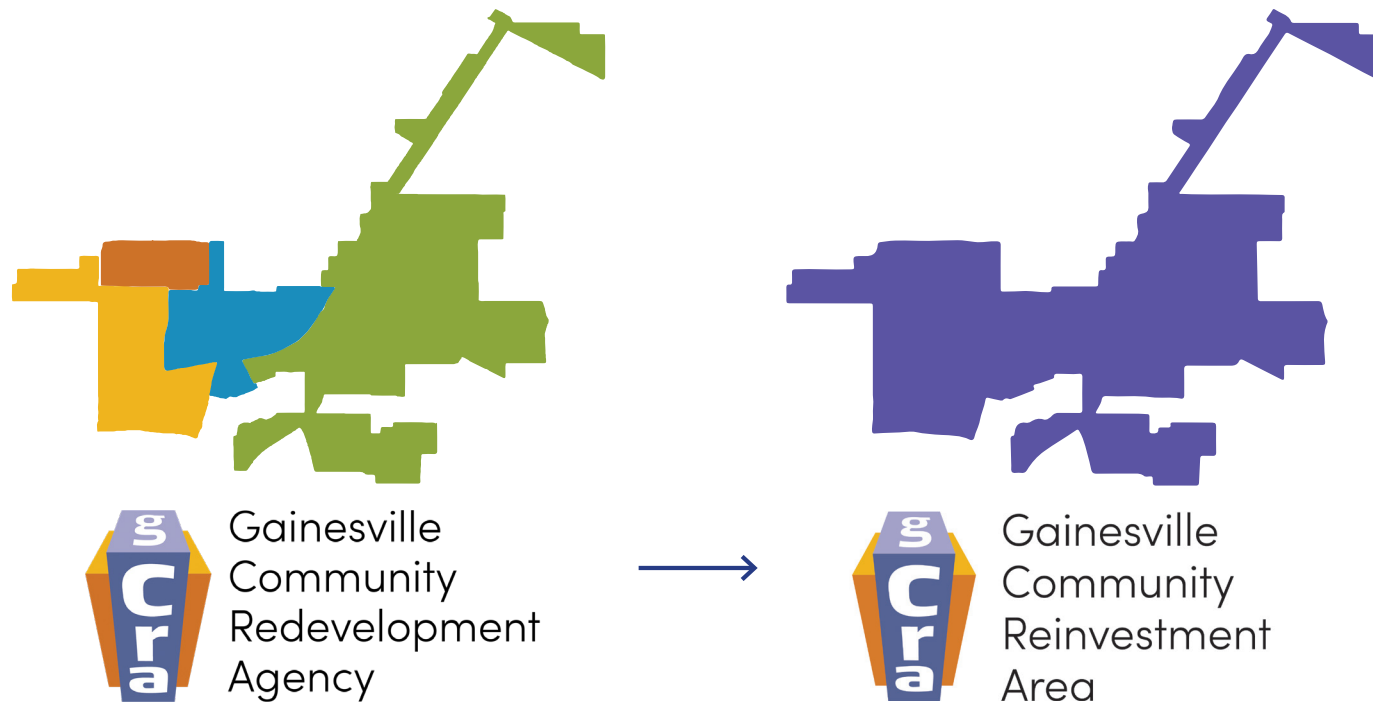 g
c
r
a
Gainesville
Community
Redevelopment
Agency
g
c
r
a
Gainesville
Community
Reinvestment
Area